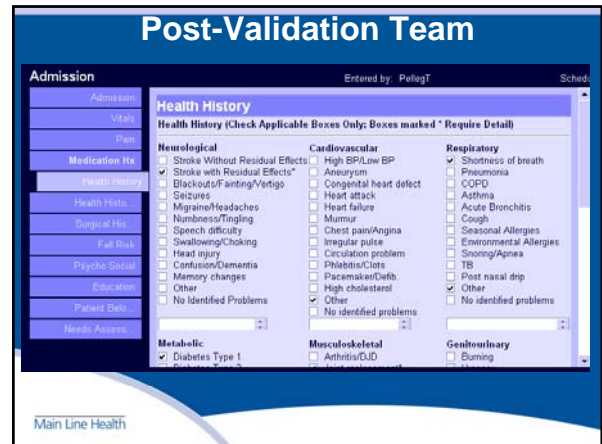 Post-Validation Team
Admission
Entered by: PellegT
Schedu
Admission
Vitals
Pain
Medication Hx
Health History
Health Histo...
Surgical His...
Fall Risk
Psycho Social
Education
Patient Belo...
Needs Assess...
Health History
Health History (Check Applicable Boxes Only; Boxes marked * Require Detail)
Neurological
Stroke Without Residual Effects
Stroke with Residual Effects*
Blackouts/Fainting/Vertigo
Seizures
Migraine/Headaches
Numbness/Tingling
Speech difficulty
Swallowing/Choking
Head injury
Confusion/Dementia
Memory changes
Other
No Identified Problems
Cardiovascular
High BP/Low BP
Aneurysm
Congenital heart defect
Heart attack
Heart failure
Murmur
Chest pain/Angina
Irregular pulse
Circulation problem
Phlebitis/Clots
Pacemaker/Defib.
High cholesterol
Other
No identified problems
Respiratory
Shortness of breath
Pneumonia
COPD
Asthma
Acute Bronchitis
Cough
Seasonal Allergies
Environmental Allergies
Snoring/Apnea
TB
Post nasal drip
Other
No identified problems
Metabolic
Diabetes Type 1
Musculoskeletal
Arthritis/DJD
Genitourinary
Burning
Main Line Health